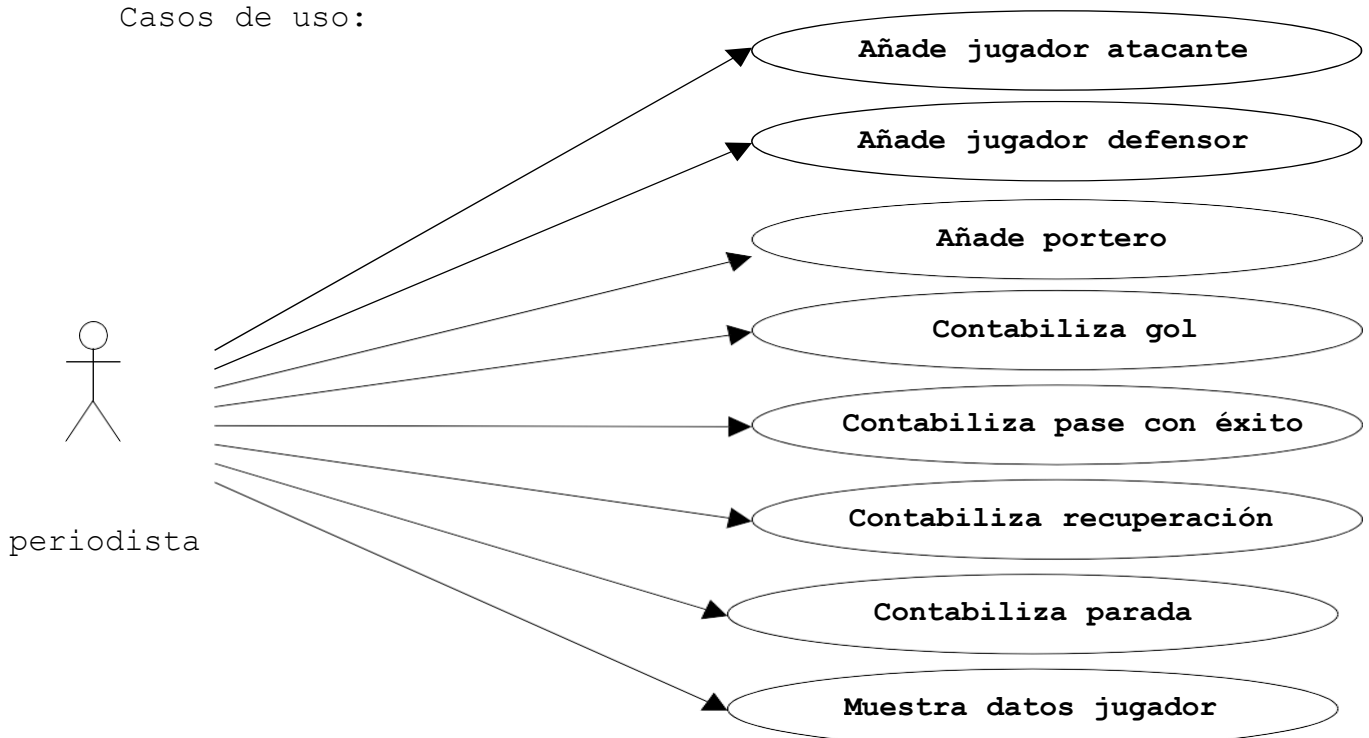 Casos de uso:
Añade jugador atacante
Añade jugador defensor
Añade portero
Contabiliza gol
Contabiliza pase con éxito
Contabiliza recuperación
periodista
Contabiliza parada
Muestra datos jugador